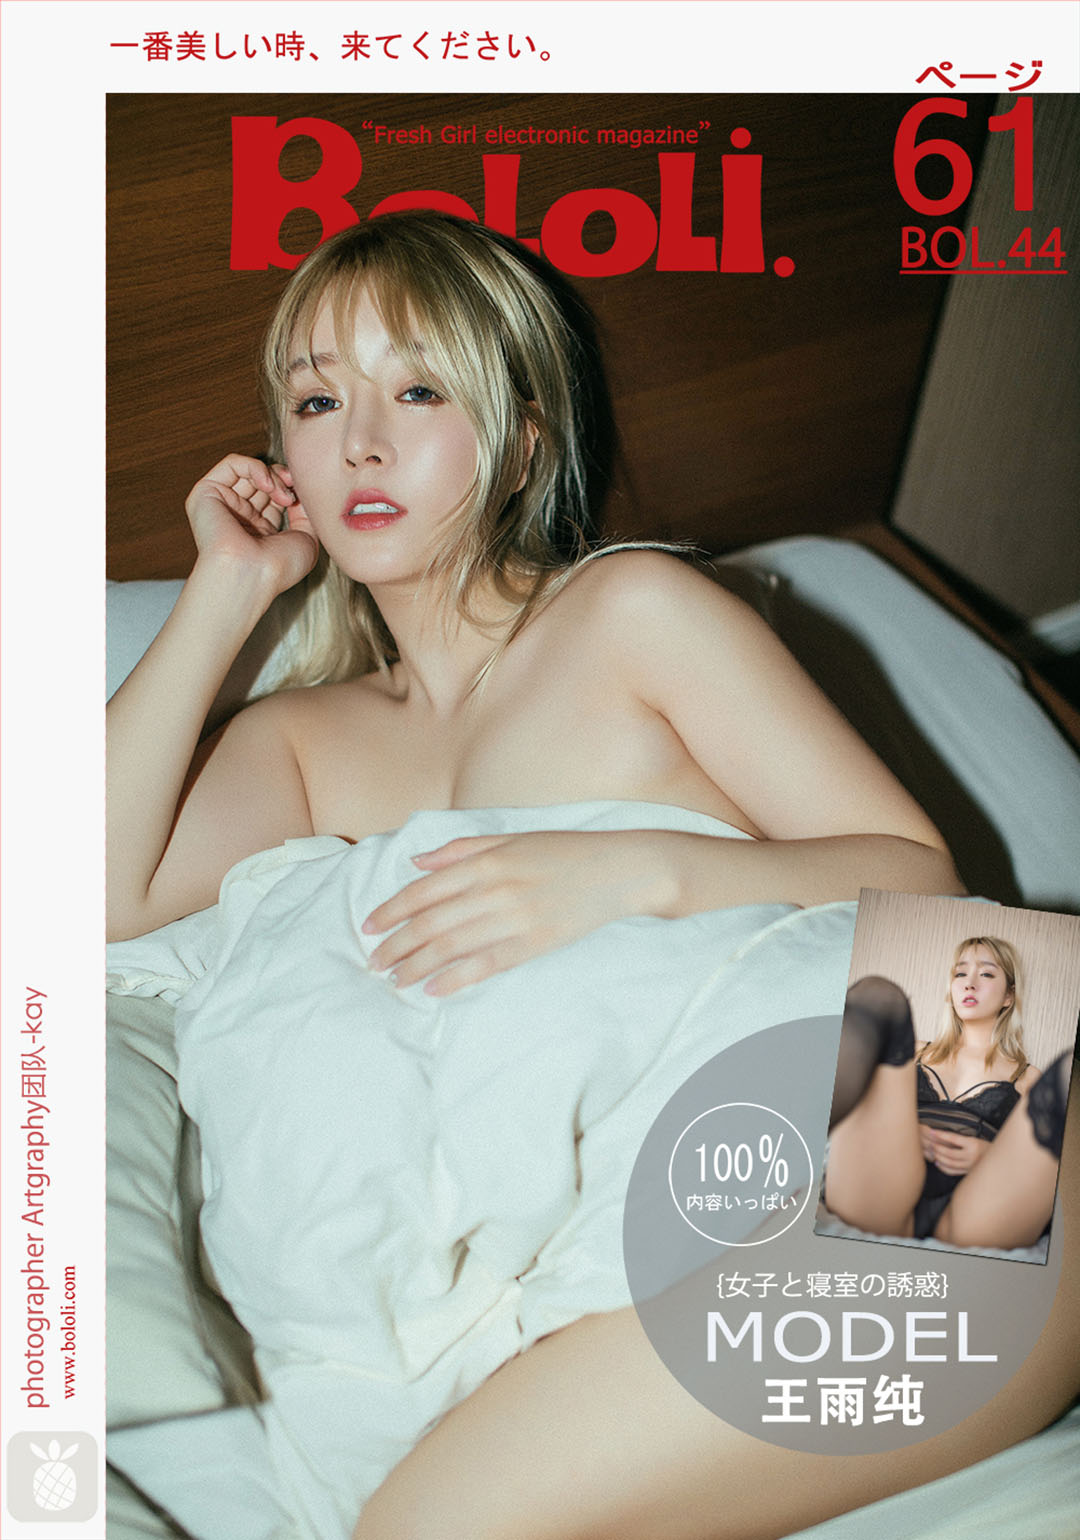 一番美しい時、来てください。
ページ
61
BOL.44
“Fresh Girl electronic magazine”
BoLoLi.
100%
内容いっぱい
{女子と寝室の誘惑}
MODEL
王雨纯
photographer Artgraphy团队-kay
www.bololi.com